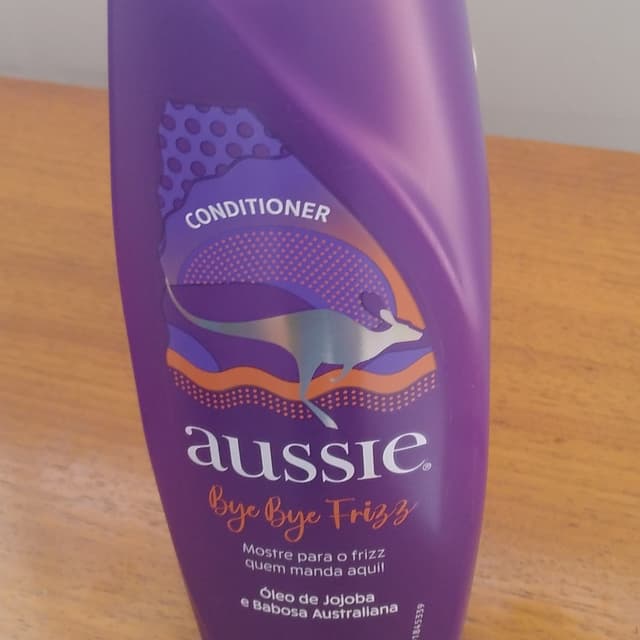 CONDITIONER
aussie®
Bye Bye Frizz
Mostre para o frizz
quem manda aqui!
Óleo de Jojoba
e Babosa Australiana